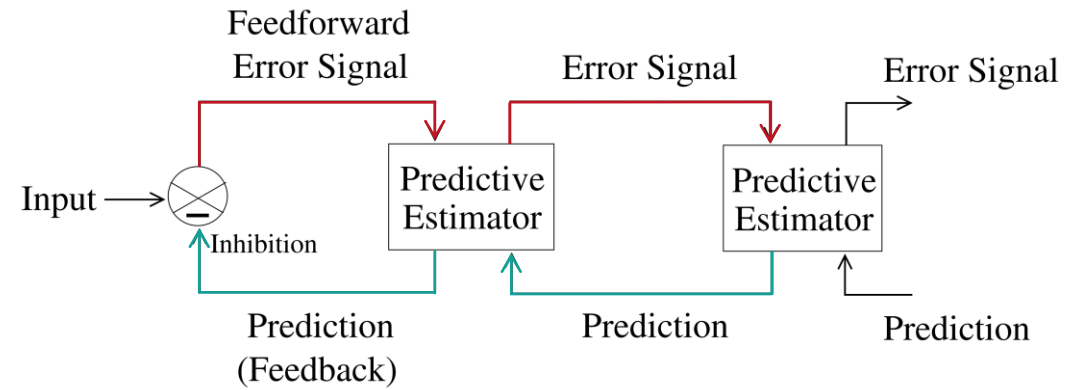 Feedforward
Error Signal
Error Signal
Error Signal
Input
Predictive
Estimator
Predictive
Estimator
Inhibition
Prediction
(Feedback)
Prediction
Prediction